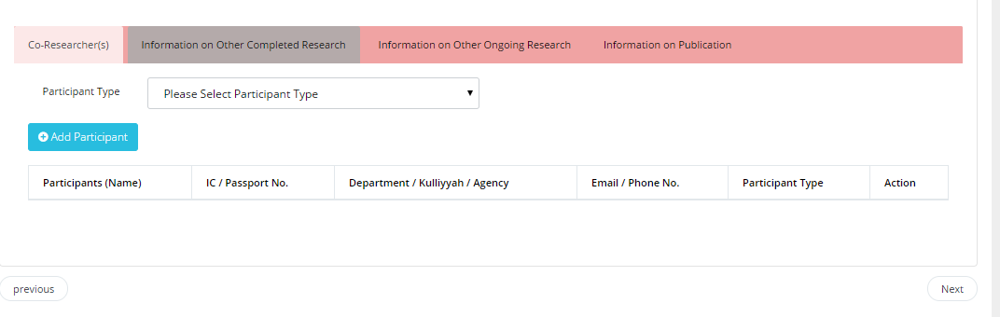 Co-Researcher(s) Information on Other Completed Research Information on Other Ongoing Research Information on Publication
Participant Type Please Select Participant Type
Add Participant
Participants (Name) IC / Passport No. Department / Kulliyyah / Agency Email / Phone No. Participant Type Action
previous Next